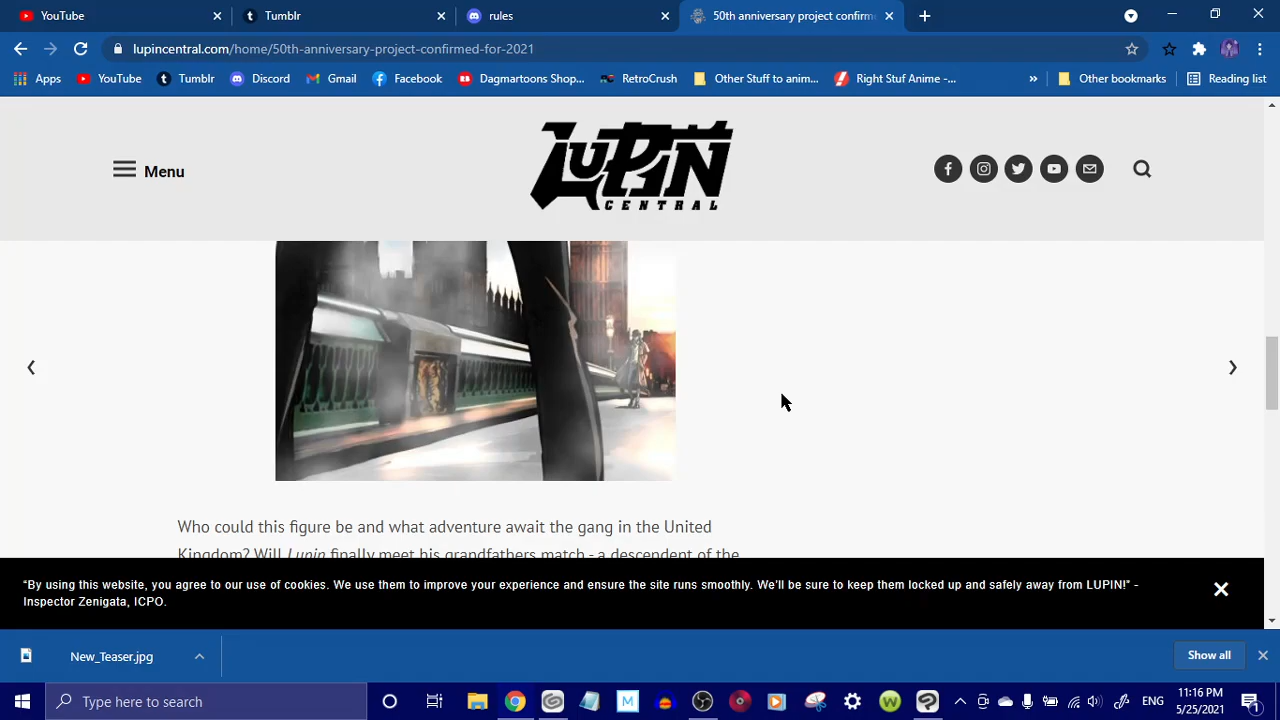 YouTube
Tumblr
rules
50th anniversary project confirm
lupincentral.com/home/50th-anniversary-project-confirmed-for-2021
Apps
YouTube
Tumblr
Discord
Gmail
Facebook
Dagmartoons Shop...
RetroCrush
Other Stuff to anim...
Right Stuf Anime -...
»
Other bookmarks
Reading list
Menu
LUPIN
CENTRAL
Who could this figure be and what adventure await the gang in the United
Kingdom? Will Lupin finally meet his grandfathers match - a descendent of the
“By using this website, you agree to our use of cookies. We use them to improve your experience and ensure the site runs smoothly. We'll be sure to keep them locked up and safely away from LUPIN!” -
Inspector Zenigata, ICPO.
New_Teaser.jpg
Show all
Type here to search
ENG
11:16 PM
5/25/2021
1